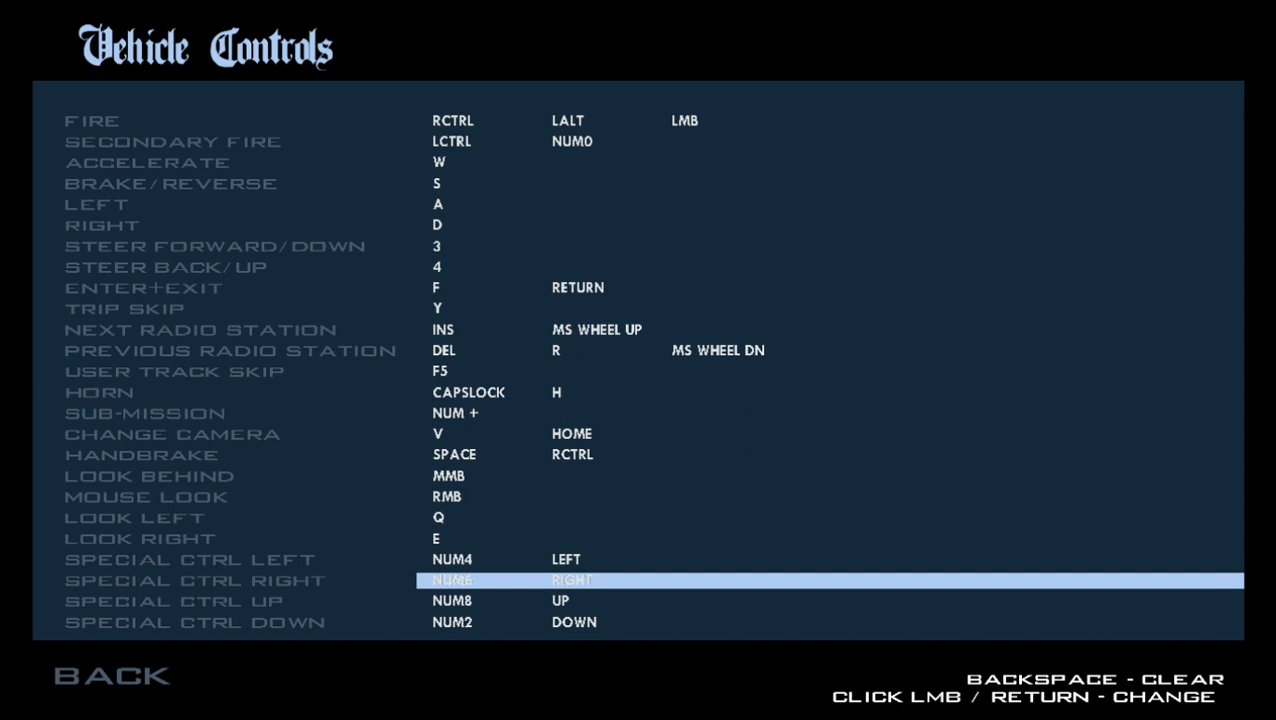 Vehicle Controls
FIRE RCTRL LALT LMB
SECONDARY FIRE LCTRL NUM0
ACCELERATE W
BRAKE/REVERSE S
LEFT A
RIGHT D
STEER FORWARD/DOWN 3
STEER BACK/UP 4
ENTER+EXIT F RETURN
TRIP SKIP Y
NEXT RADIO STATION INS MS WHEEL UP
PREVIOUS RADIO STATION DEL R MS WHEEL DN
USER TRACK SKIP F5
HORN CAPSLOCK H
SUB-MISSION NUM +
CHANGE CAMERA V HOME
HANDBRAKE SPACE RCTRL
LOOK BEHIND MMB
MOUSE LOOK RMB
LOOK LEFT Q
LOOK RIGHT E
SPECIAL CTRL LEFT NUM4 LEFT
SPECIAL CTRL RIGHT NUM6 RIGHT
SPECIAL CTRL UP NUM8 UP
SPECIAL CTRL DOWN NUM2 DOWN
BACK
BACKSPACE - CLEAR
CLICK LMB / RETURN - CHANGE